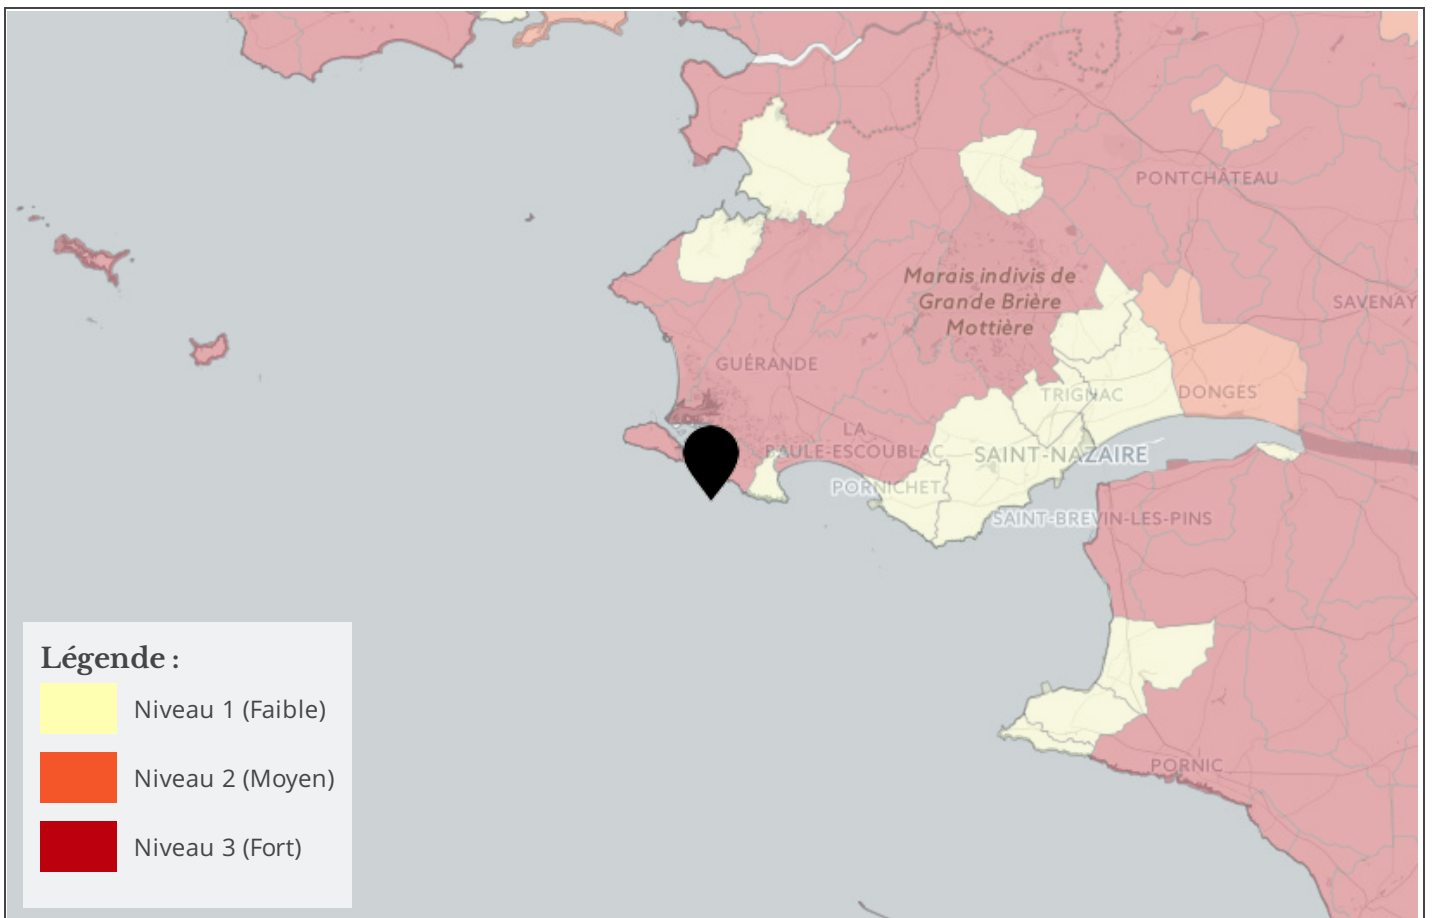 PONTCHÂTEAU
Marais indivis de
Grande Brière
Mottière
SAVENAY
GUÉRANDE
TRIGNAC
DONGES
LA
BAULE-ESCOUBLAC
SAINT-NAZAIRE
PORNICHET
SAINT-BREVIN-LES-PINS
PORNIC
Légende :
Niveau 1 (Faible)
Niveau 2 (Moyen)
Niveau 3 (Fort)